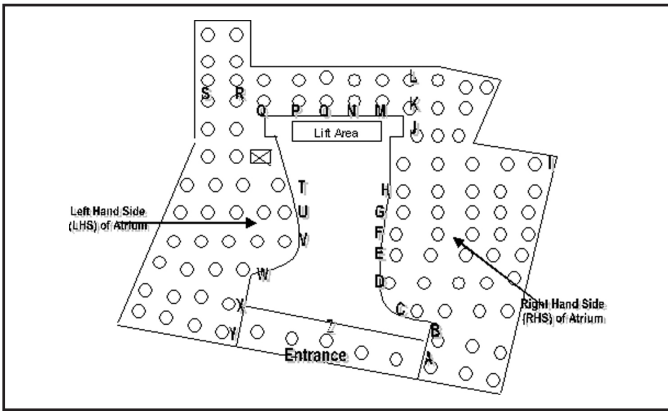 L
S R K
Q P O N M
J
Lift Area
I
T H
Left Hand Side
(LHS) of Atrium
U G
V F
E
W D
Right Hand Side
(RHS) of Atrium
X C
Z B
Y
Entrance A